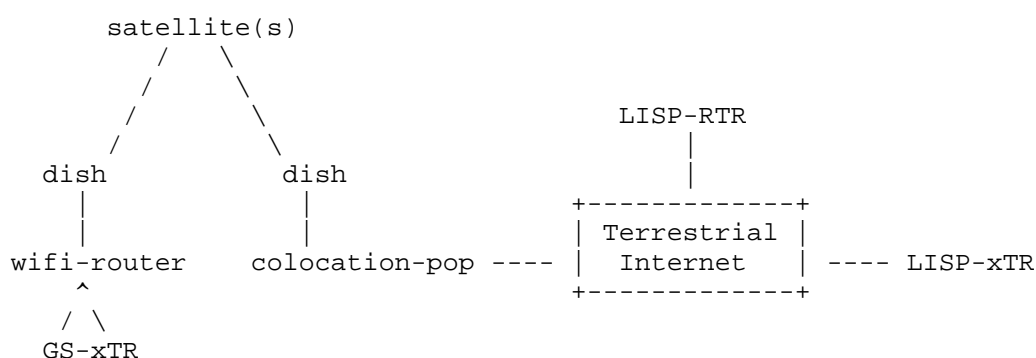 satellite(s)
LISP-RTR
dish dish
Terrestrial
wifi-router colocation-pop ---- Internet ---- LISP-xTR
GS-xTR